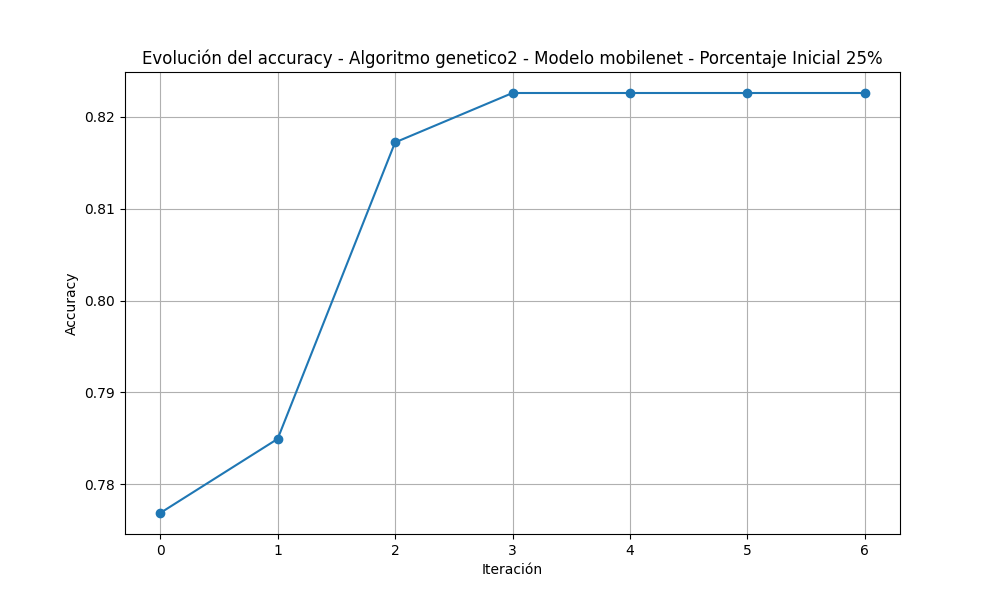 Evolución del accuracy - Algoritmo genetico2 - Modelo mobilenet - Porcentaje Inicial 25%
0.82
0.81
0.80
0.79
0.78
Accuracy
0 1 2 3 4 5 6
Iteración